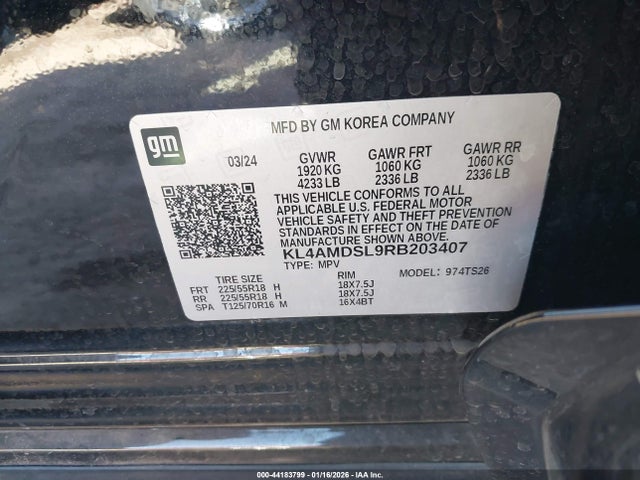 gm
MFD BY GM KOREA COMPANY
03/24 GVWR GAWR FRT GAWR RR
1920 KG 1060 KG 1060 KG
4233 LB 2336 LB 2336 LB
THIS VEHICLE CONFORMS TO ALL
APPLICABLE U.S. FEDERAL MOTOR
VEHICLE SAFETY AND THEFT PREVENTION
STANDARDS IN EFFECT ON THE DATE OF
MANUFACTURE SHOWN ABOVE.
KL4AMDSL9RB203407
TYPE: MPV MODEL: 974TS26
TIRE SIZE RIM
FRT 225/55R18 H 18X7.5J
RR 225/55R18 H 18X7.5J
SPA T125/70R16 M 16X4BT
000-44183799 - 01/16/2026 - IAA Inc.